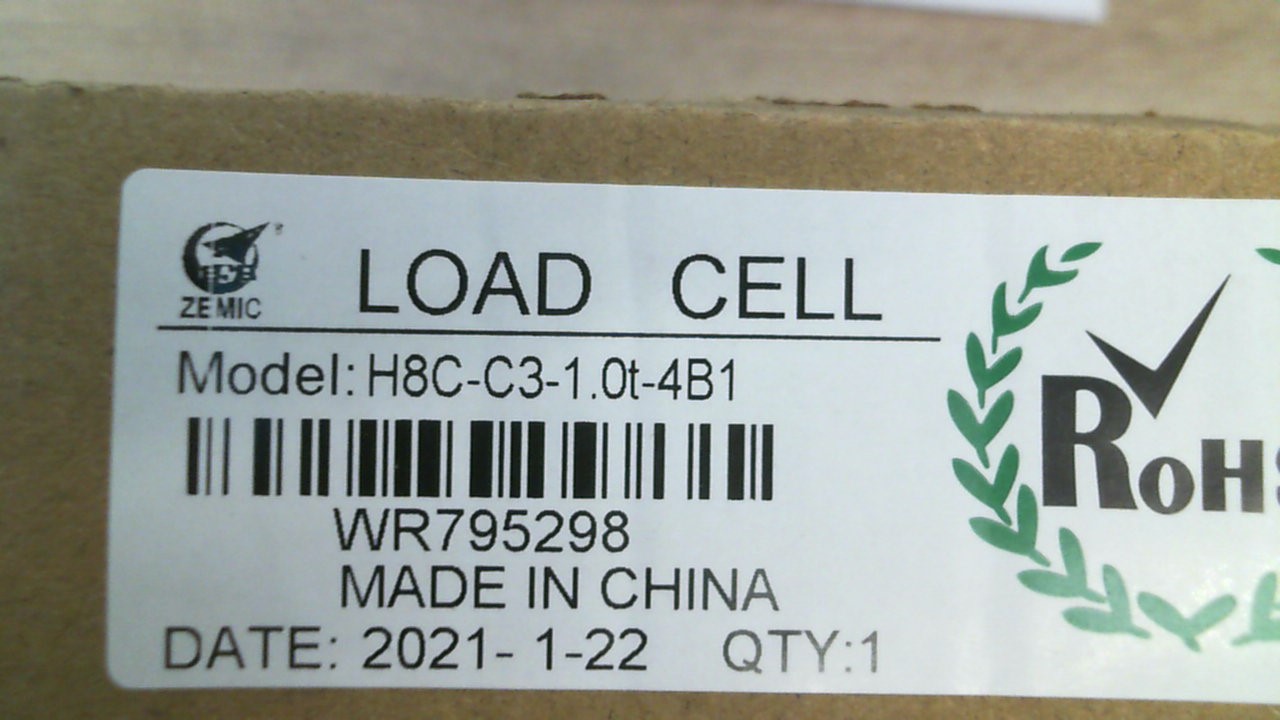 ZEMIC
LOAD CELL
Model: H8C-C3-1.0t-4B1
WR795298
MADE IN CHINA
DATE: 2021- 1-22 QTY:1
RoHS